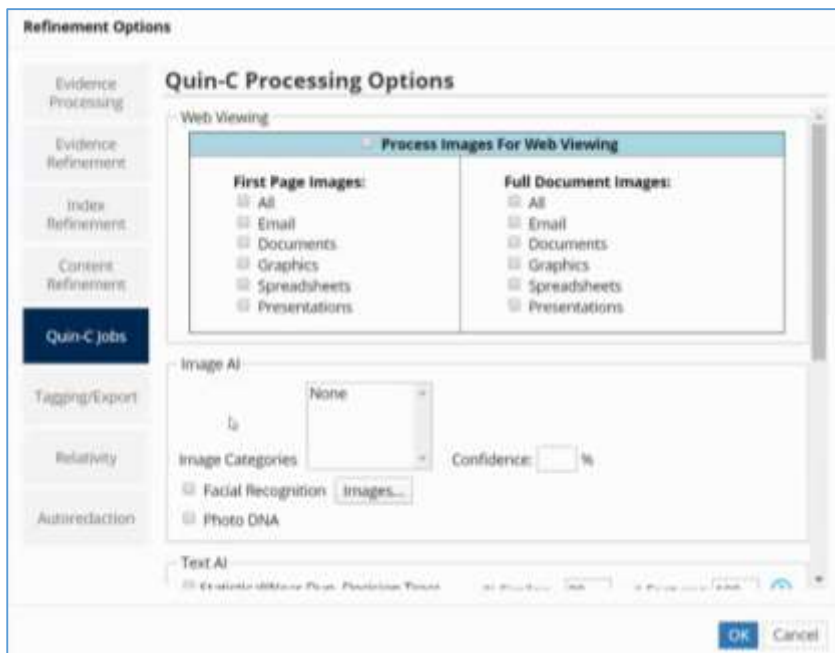 Refinement Options
Evidence
Processing
Evidence
Refinement
Index
Refinement
Content
Refinement
Quin-C Jobs
Tagging/Export
Relativity
Autoredaction
Quin-C Processing Options
Web Viewing
Process Images For Web Viewing
First Page Images:
All
Email
Documents
Graphics
Spreadsheets
Presentations
Full Document Images:
All
Email
Documents
Graphics
Spreadsheets
Presentations
Image AI
None
Image Categories
Confidence: %
Facial Recognition Images...
Photo DNA
Text AI
OK Cancel